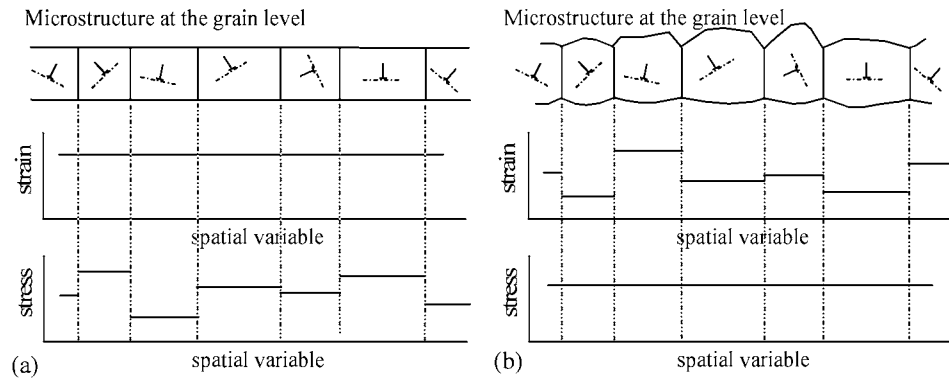 Microstructure at the grain level
strain
spatial variable
stress
spatial variable
(a)
Microstructure at the grain level
strain
spatial variable
stress
spatial variable
(b)